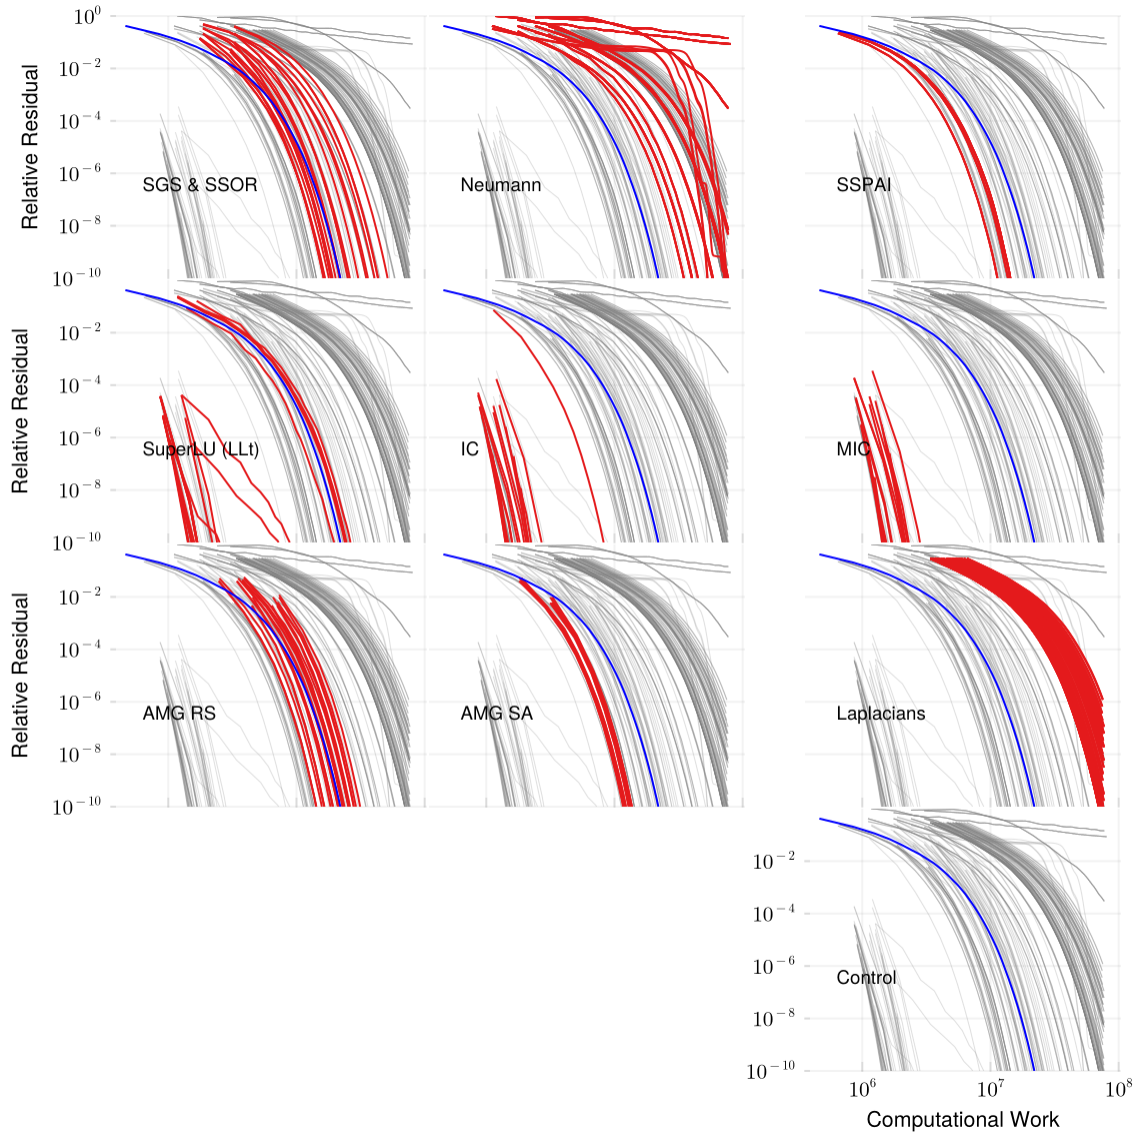 10^0
10^−2
10^−4
10^−6
10^−8
10^−10
Relative Residual
SGS & SSOR
Neumann
SSPAI
10^−2
10^−4
10^−6
10^−8
10^−10
Relative Residual
SuperLU (LLt)
IC
MIC
10^−2
10^−4
10^−6
10^−8
10^−10
Relative Residual
AMG RS
AMG SA
Laplacians
10^−2
10^−4
10^−6
10^−8
10^−10
Control
10^6 10^7 10^8
Computational Work